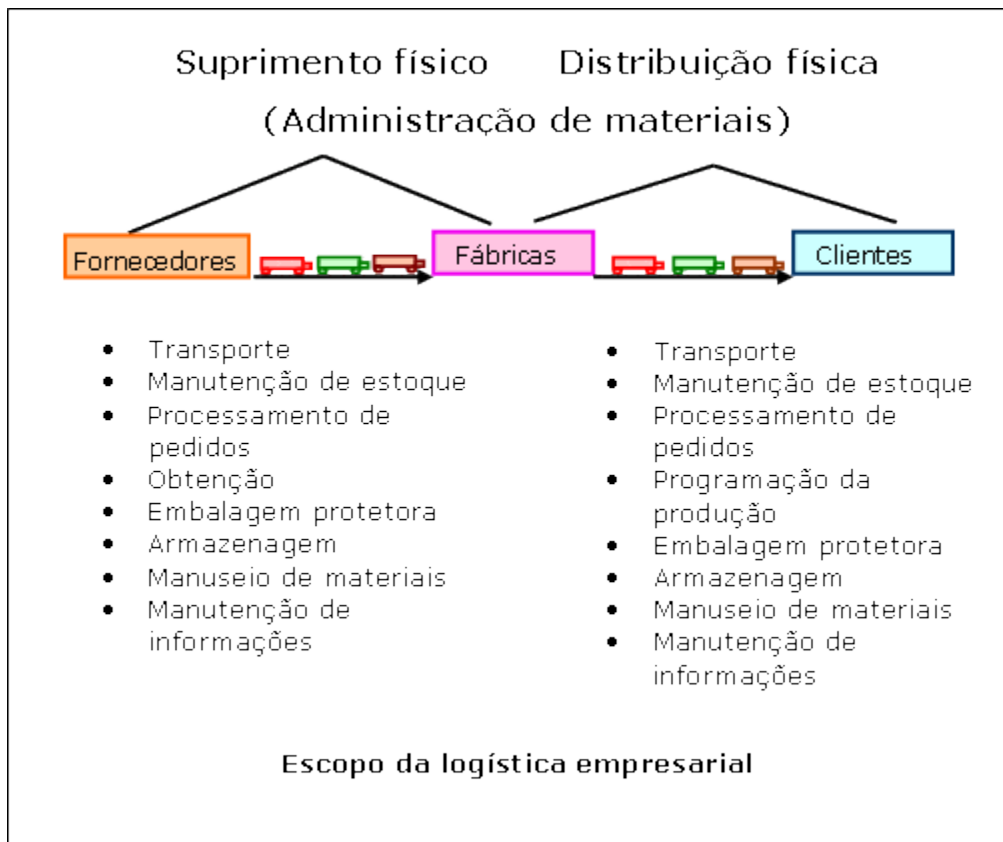 Suprimento físico Distribuição física
(Administração de materiais)
Fornecedores Fábricas Clientes
• Transporte
• Manutenção de estoque
• Processamento de
pedidos
• Obtenção
• Embalagem protetora
• Armazenagem
• Manuseio de materiais
• Manutenção de
informações
• Transporte
• Manutenção de estoque
• Processamento de
pedidos
• Programação da
produção
• Embalagem protetora
• Armazenagem
• Manuseio de materiais
• Manutenção de
informações
Escopo da logística empresarial